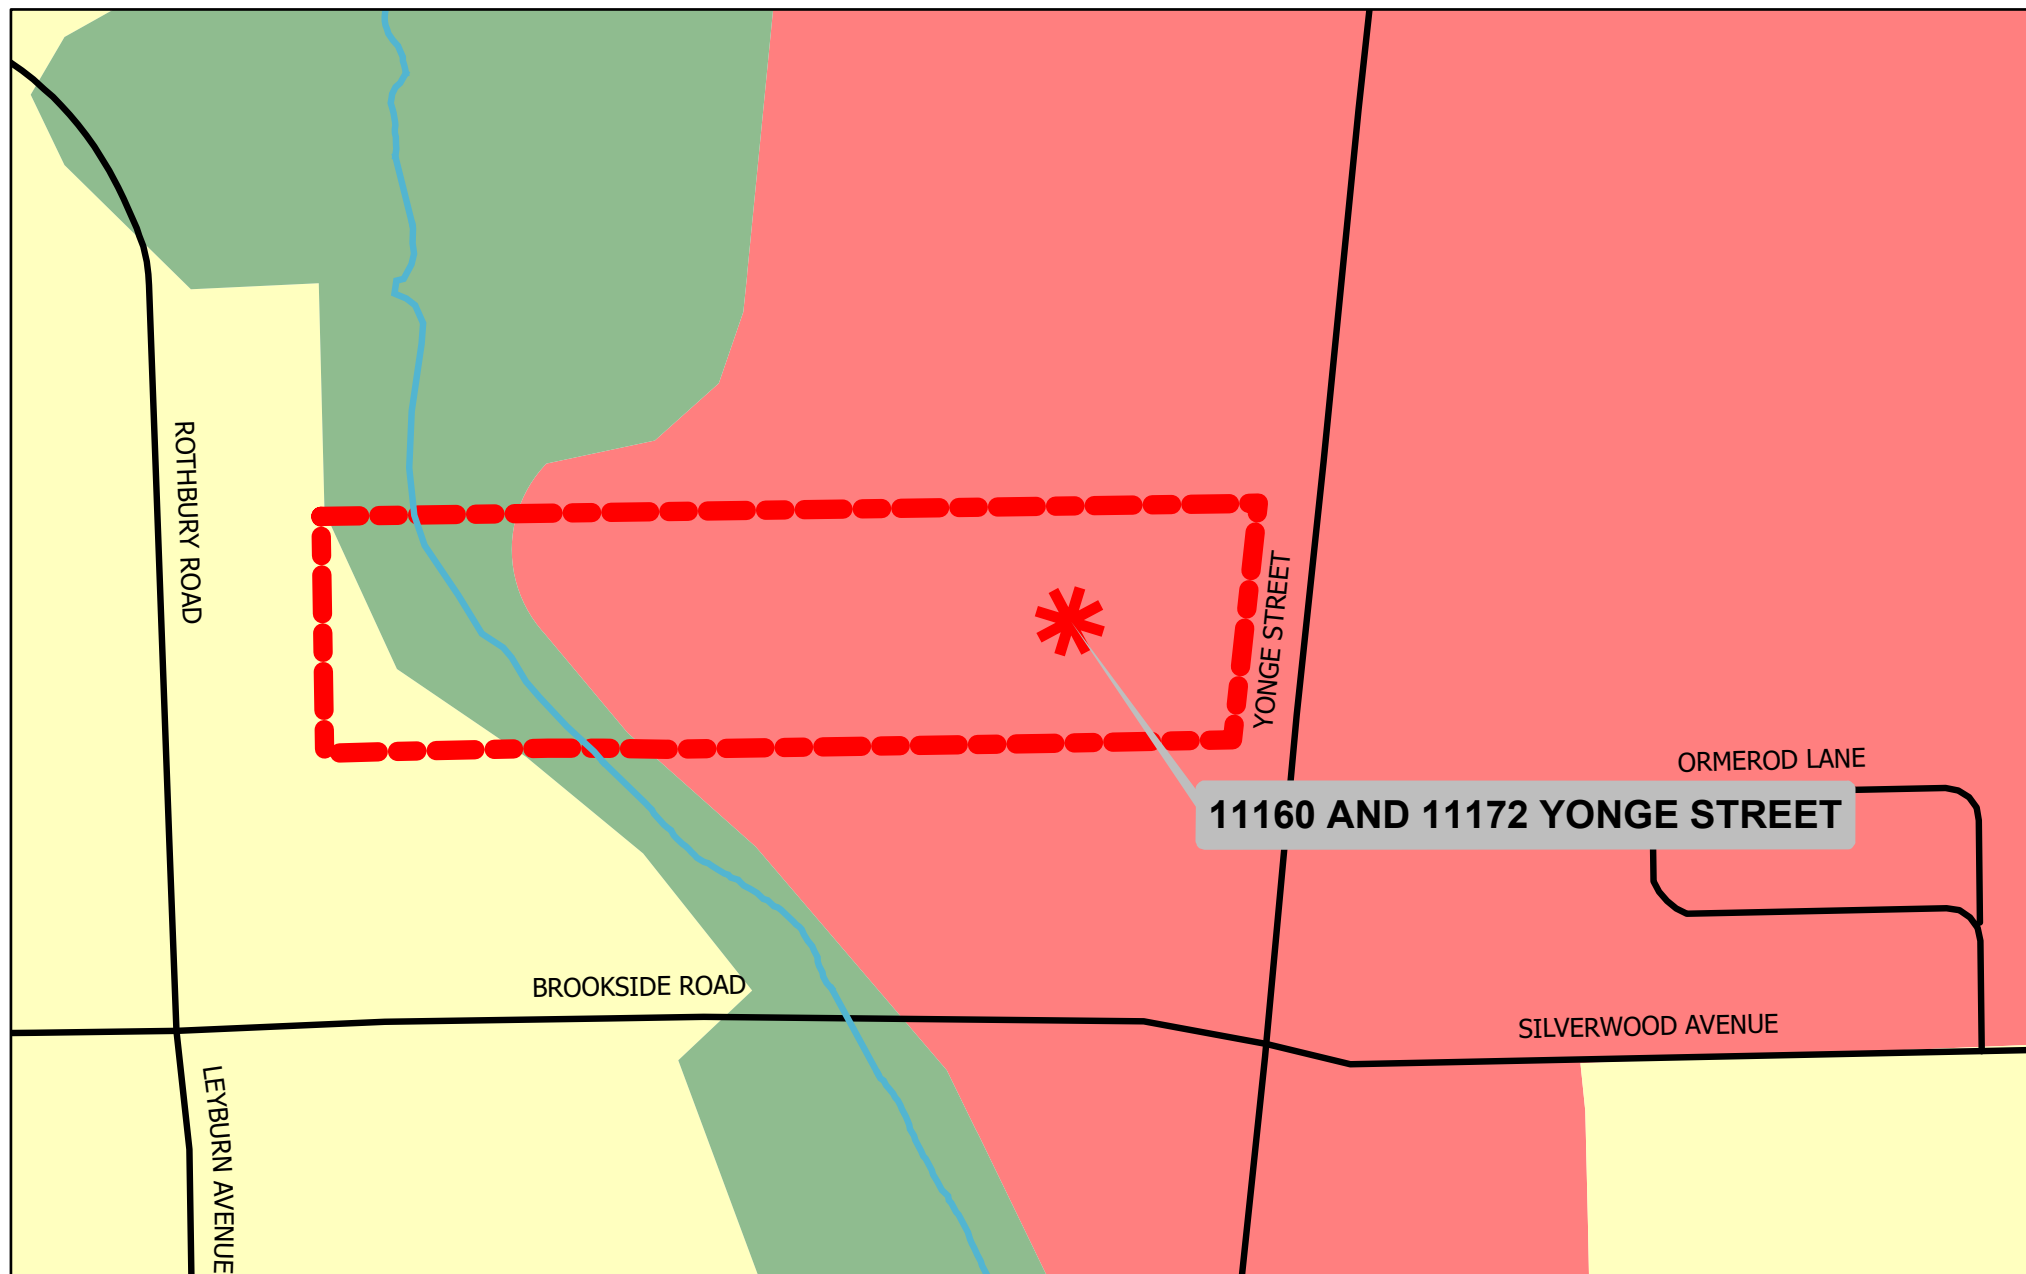 ROTHBURY ROAD
YONGE STREET
ORMEROD LANE
11160 AND 11172 YONGE STREET
BROOKSIDE ROAD
SILVERWOOD AVENUE
LEYBURN AVENUE